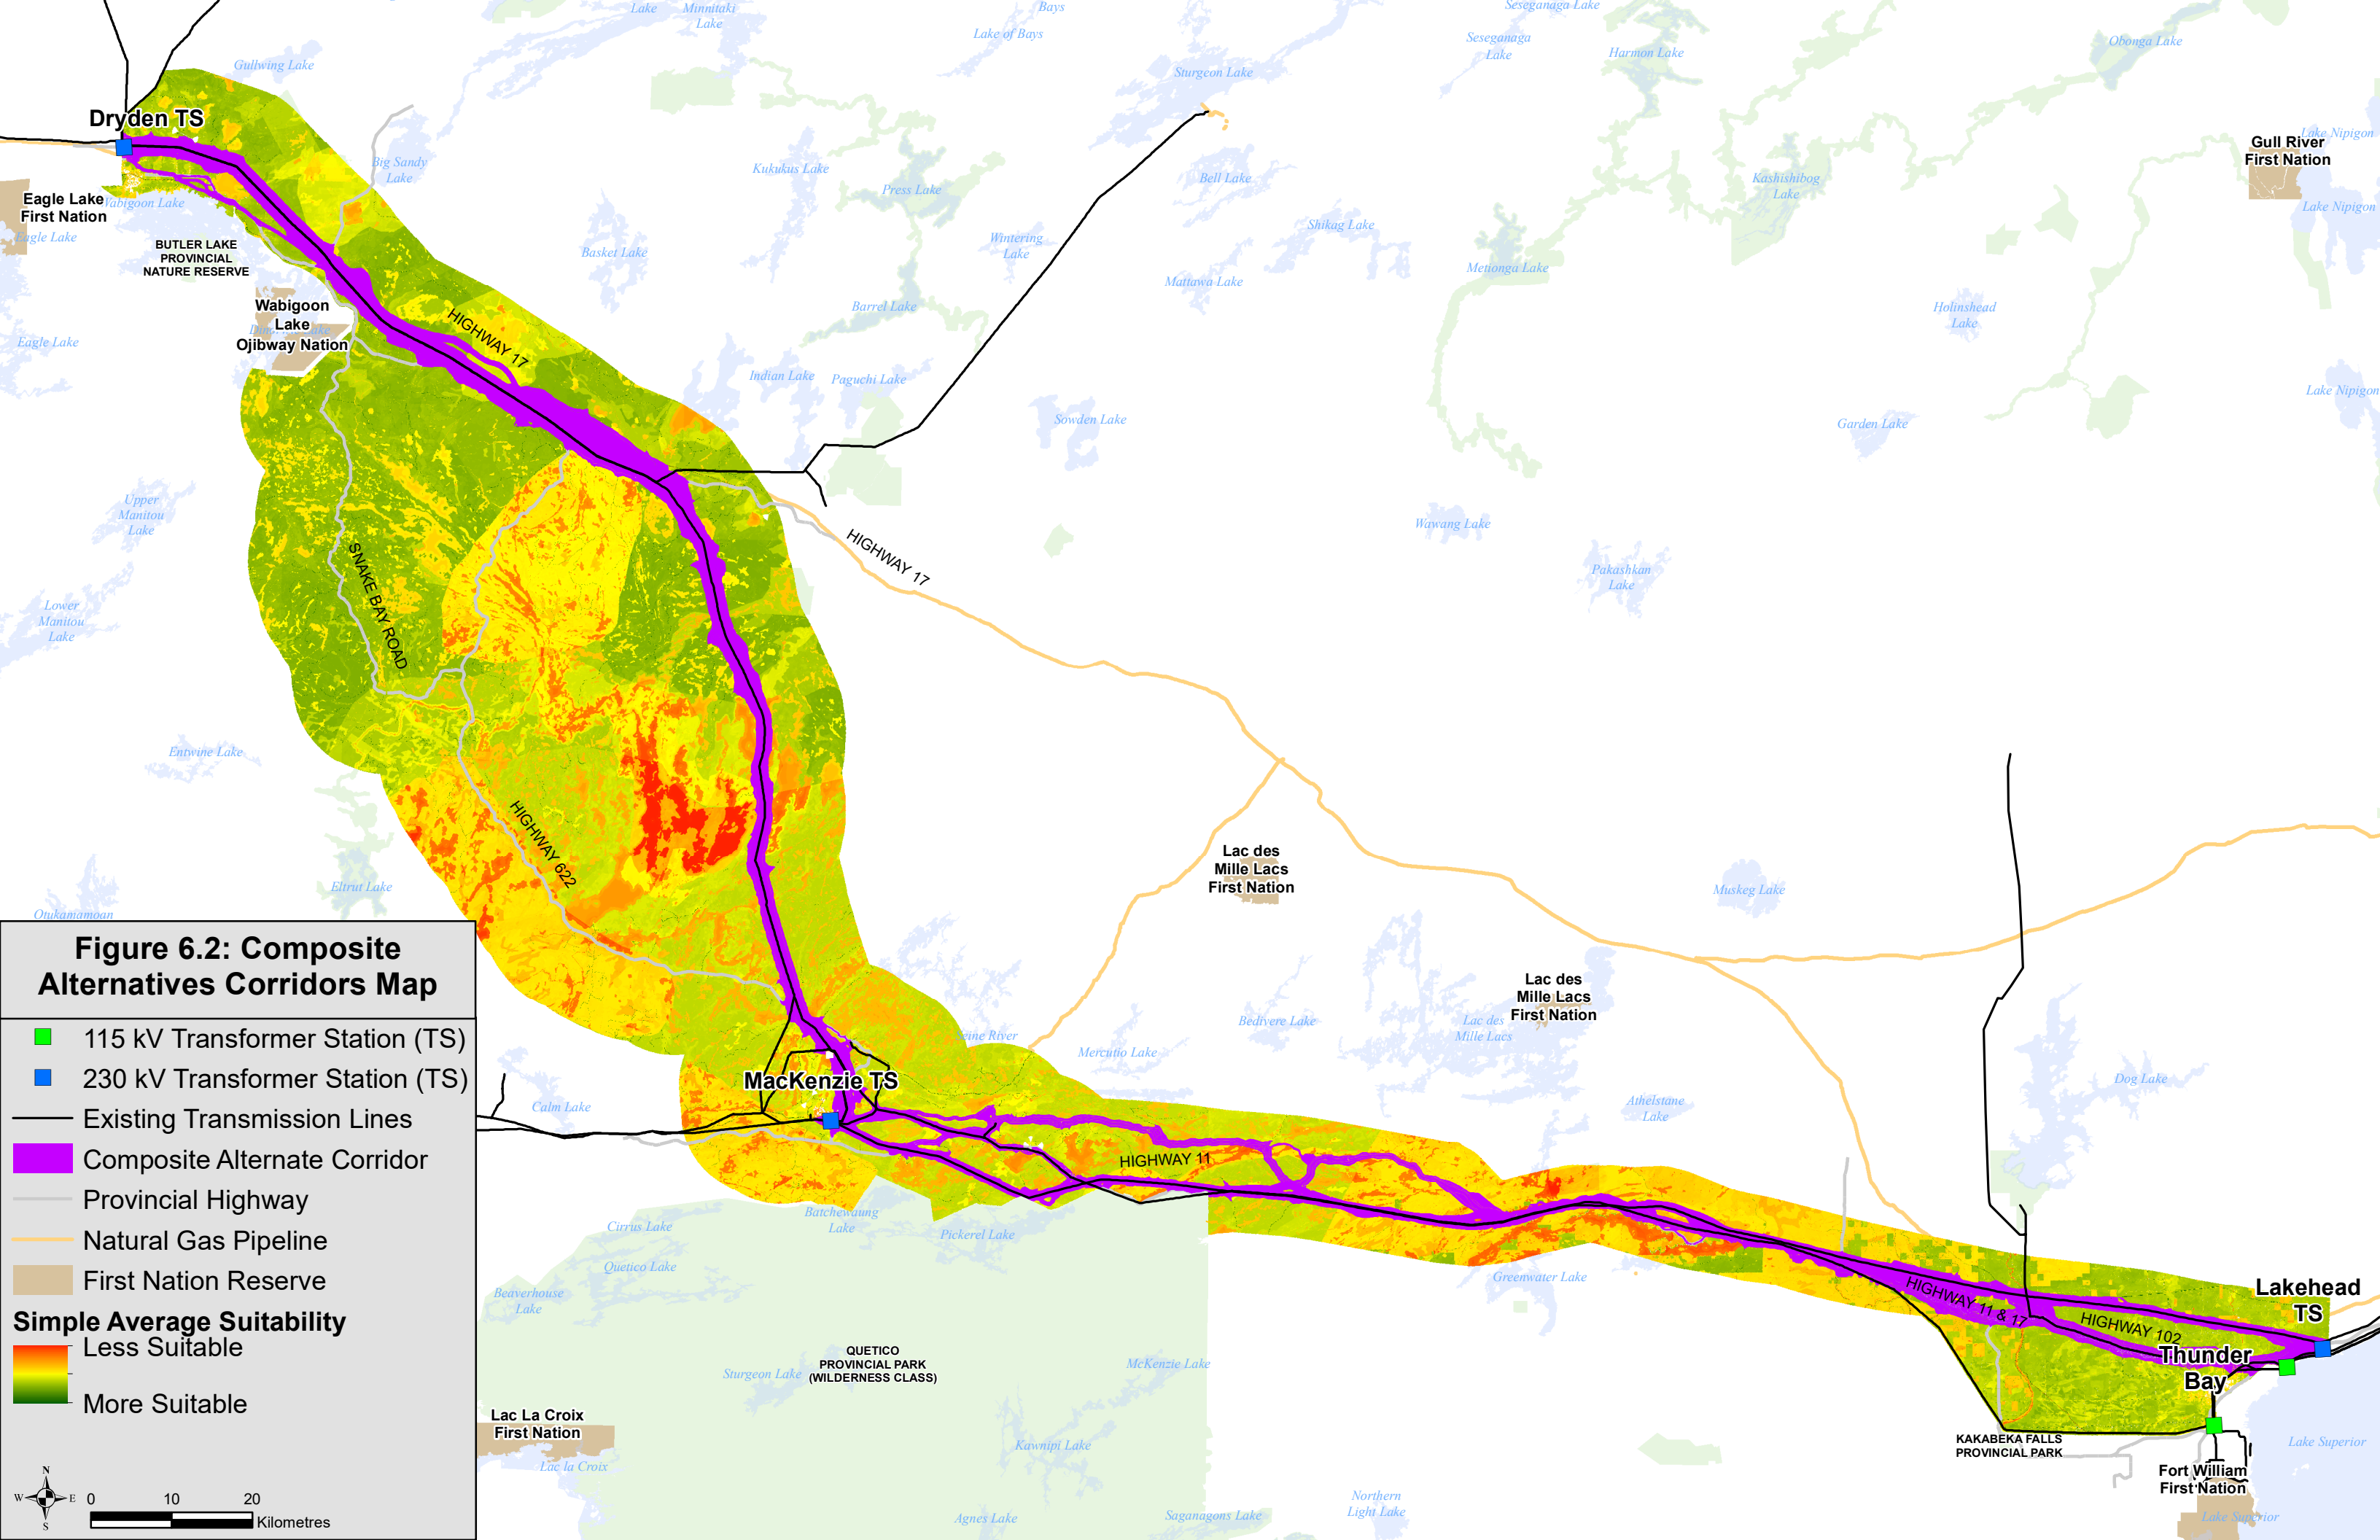 Lake
Minnitaki
Lake
Bays
Lake of Bays
Seseganaga Lake
Seseganaga
Lake
Harmon Lake
Obonga Lake
Gullwing Lake
Sturgeon Lake
Dryden TS
Big Sandy
Lake
Kukukus Lake
Press Lake
Bell Lake
Kashishibog
Lake
Gull River
First Nation
Lake Nipigon
Lake Nipigon
Eagle Lake
First Nation
Eagle Lake
Wabigoon Lake
BUTLER LAKE
PROVINCIAL
NATURE RESERVE
Basket Lake
Wintering
Lake
Shikag Lake
Mattawa Lake
Metionga Lake
Wabigoon
Lake
Ojibway Nation
Eagle Lake
HIGHWAY 17
Barrel Lake
Holinshead
Lake
Indian Lake
Paguchi Lake
Sowden Lake
Garden Lake
Lake Nipigon
Upper
Manitou
Lake
Wawang Lake
HIGHWAY 17
Pakashkan
Lake
Lower
Manitou
Lake
SNAKE BAY ROAD
Entwine Lake
HIGHWAY 622
Eltrut Lake
Otukamamoan
Lac des
Mille Lacs
First Nation
Muskeg Lake
Lac des
Mille Lacs
First Nation
Lac des
Mille Lacs
Bedivere Lake
Seine River
Mercutio Lake
Calm Lake
MacKenzie TS
Athelstane
Lake
Dog Lake
HIGHWAY 11
Batchewaung
Lake
Pickerel Lake
Cirrus Lake
Quetico Lake
Beaverhouse
Lake
Greenwater Lake
HIGHWAY 11 & 17
HIGHWAY 102
Lakehead
TS
Thunder
Bay
QUETICO
PROVINCIAL PARK
(WILDERNESS CLASS)
Sturgeon Lake
McKenzie Lake
Lac La Croix
First Nation
Lac la Croix
Kawnipi Lake
Agnes Lake
Saganagons Lake
Northern
Light Lake
KAKABEKA FALLS
PROVINCIAL PARK
Fort William
First Nation
Lake Superior
Lake Superior
Figure 6.2: Composite
Alternatives Corridors Map
115 kV Transformer Station (TS)
230 kV Transformer Station (TS)
Existing Transmission Lines
Composite Alternate Corridor
Provincial Highway
Natural Gas Pipeline
First Nation Reserve
Simple Average Suitability
Less Suitable
More Suitable
N
W E
S
0 10 20
Kilometres